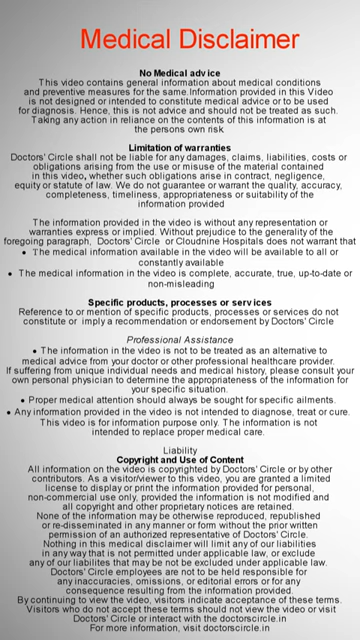 Medical Disclaimer
No Medical advice
This video contains general information about medical conditions
and preventive measures for the same.Information provided in this Video
is not designed or intended to constitute medical advice or to be used
for diagnosis. Hence, this is not advice and should not be treated as such.
Taking any action in reliance on the contents of this information is at
the persons own risk
Limitation of warranties
Doctors' Circle shall not be liable for any damages, claims, liabilities, costs or
obligations arising from the use or misuse of the material contained
in this video, whether such obligations arise in contract, negligence,
equity or statute of law. We do not guarantee or warrant the quality, accuracy,
completeness, timeliness, appropriateness or suitability of the
information provided
The information provided in the video is without any representation or
warranties express or implied. Without prejudice to the generality of the
foregoing paragraph, Doctors' Circle or Cloudnine Hospitals does not warrant that
• The medical information available in the video will be available to all or
constantly available
• The medical information in the video is complete, accurate, true, up-to-date or
non-misleading
Specific products, processes or services
Reference to or mention of specific products, processes or services do not
constitute or imply a recommendation or endorsement by Doctors' Circle
Professional Assistance
• The information in the video is not to be treated as an alternative to
medical advice from your doctor or other professional healthcare provider.
If suffering from unique individual needs and medical history, please consult your
own personal physician to determine the appropriateness of the information for
your specific situation.
• Proper medical attention should always be sought for specific ailments.
• Any information provided in the video is not intended to diagnose, treat or cure.
This video is for information purpose only. The information is not
intended to replace proper medical care.
Liability
Copyright and Use of Content
All information on the video is copyrighted by Doctors' Circle or by other
contributors. As a visitor/viewer to this video, you are granted a limited
license to display or print the information provided for personal,
non-commercial use only, provided the information is not modified and
all copyright and other proprietary notices are retained.
None of the information may be otherwise reproduced, republished
or re-disseminated in any manner or form without the prior written
permission of an authorized representative of Doctors' Circle.
Nothing in this medical disclaimer will limit any of our liabilities
in any way that is not permitted under applicable law, or exclude
any of our liabilites that may be not be excluded under applicable law.
Doctors' Circle employees are not to be held responsible for
any inaccuracies, omissions, or editorial errors or for any
consequence resulting from the information provided.
By continuing to view the video, visitors indicate acceptance of these terms.
Visitors who do not accept these terms should not view the video or visit
Doctors' Circle or interact with the doctorscircle.in
For more information, visit doctorscircle.in